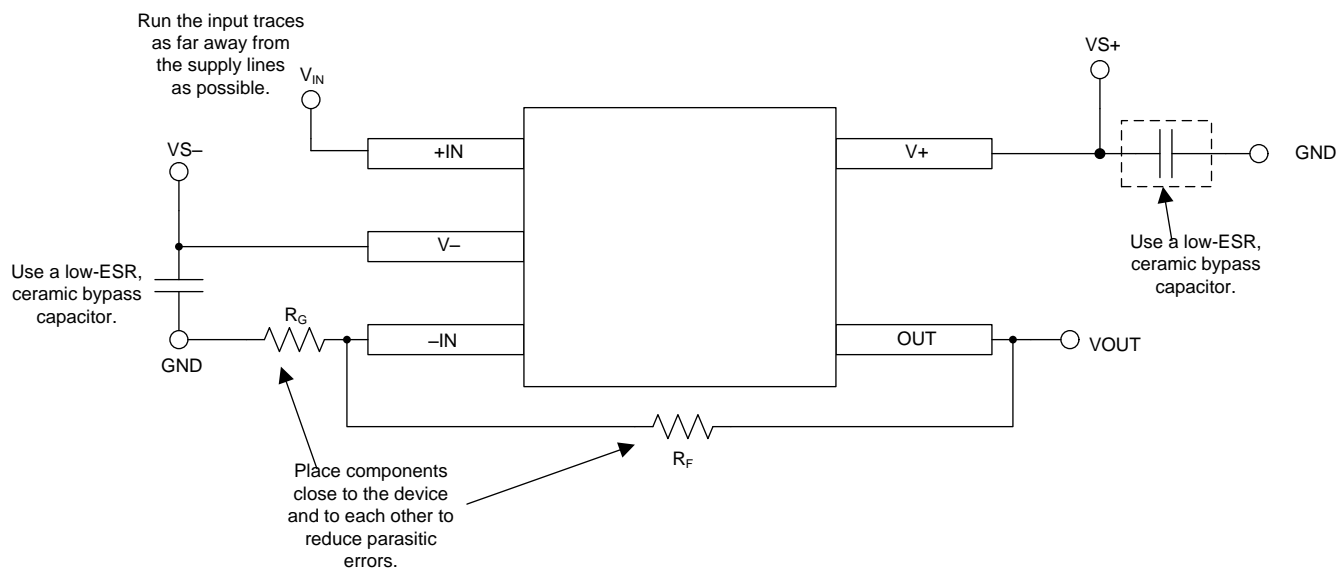 Run the input traces
as far away from
the supply lines
as possible.
VIN
VS+
VS–
+IN
V+
GND
V–
Use a low-ESR,
ceramic bypass
capacitor.
Use a low-ESR,
ceramic bypass
capacitor.
RG
–IN
OUT
VOUT
GND
RF
Place components
close to the device
and to each other to
reduce parasitic
errors.